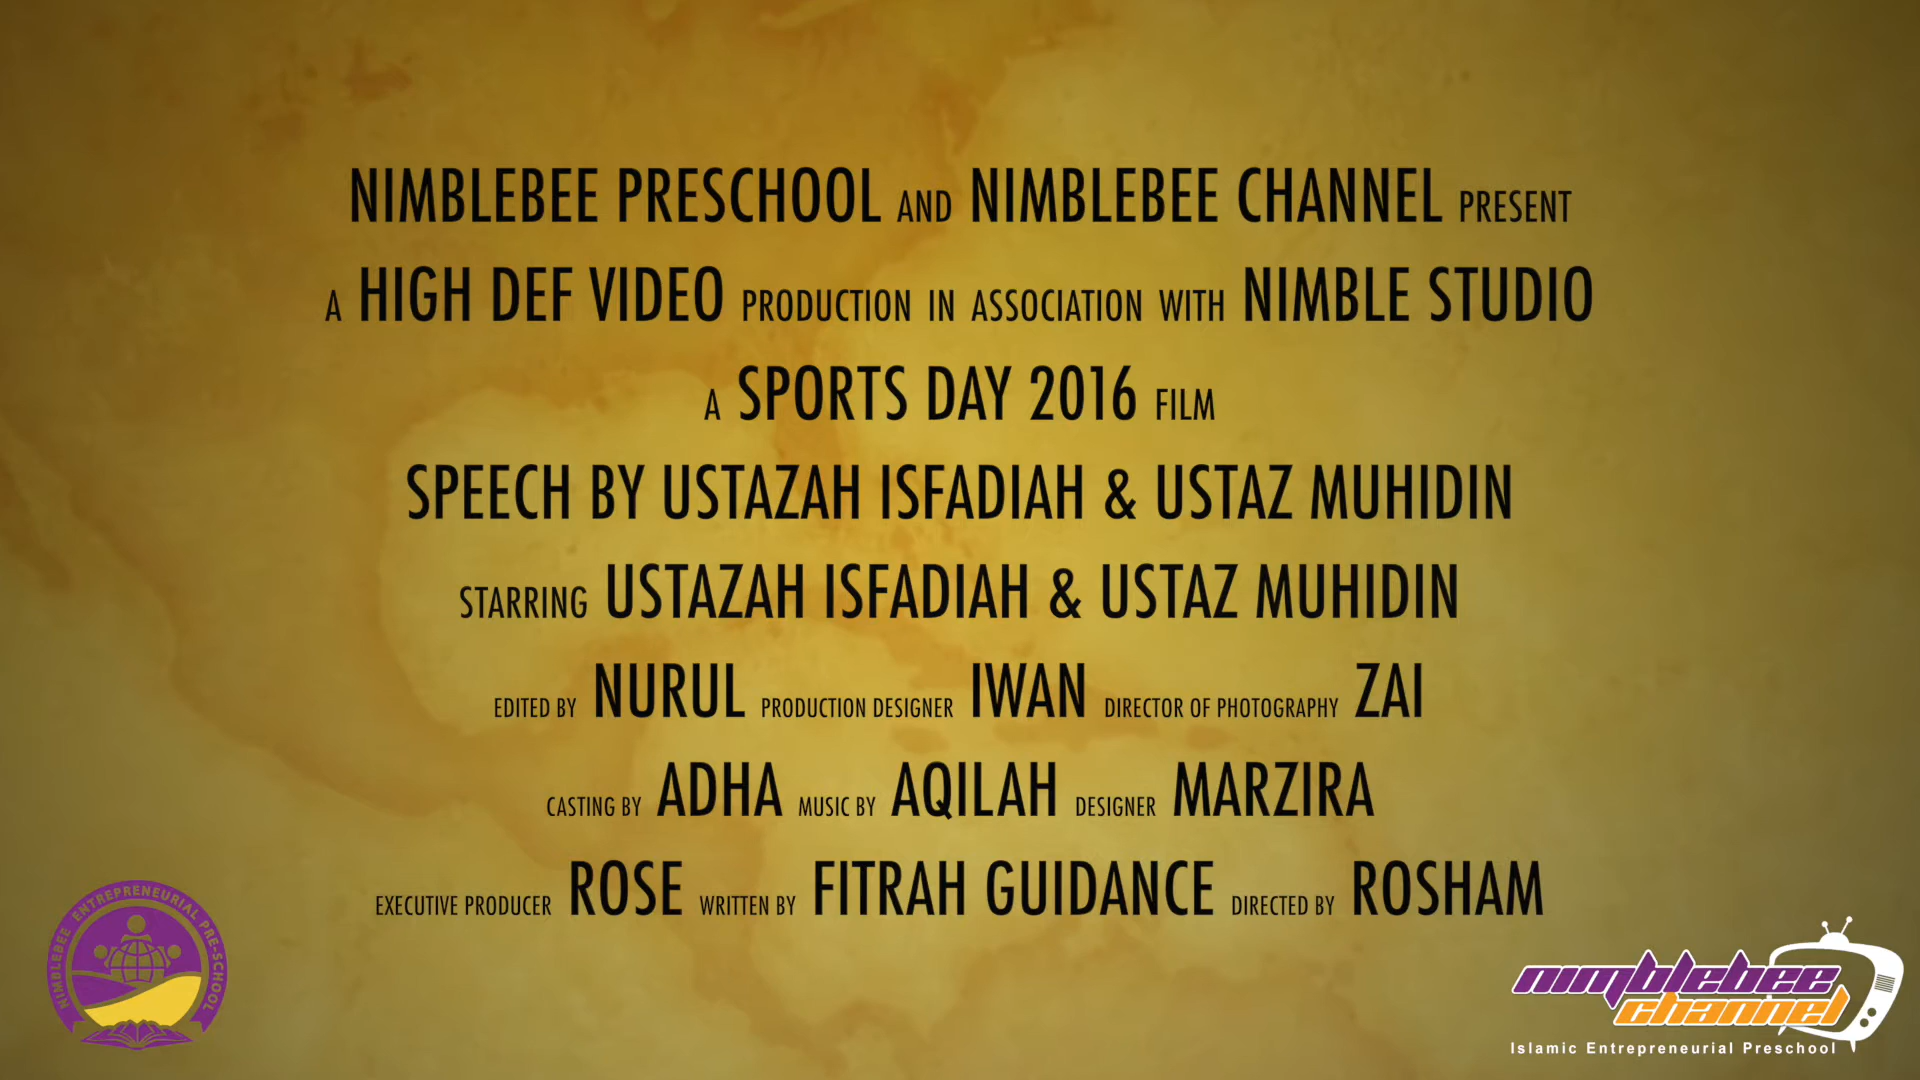 NIMBLEBEE PRESCHOOL AND NIMBLEBEE CHANNEL PRESENT
A HIGH DEF VIDEO PRODUCTION IN ASSOCIATION WITH NIMBLE STUDIO
A SPORTS DAY 2016 FILM
SPEECH BY USTAZAH ISFADIAH & USTAZ MUHIDIN
STARRING USTAZAH ISFADIAH & USTAZ MUHIDIN
EDITED BY NURUL PRODUCTION DESIGNER IWAN DIRECTOR OF PHOTOGRAPHY ZAI
CASTING BY ADHA MUSIC BY AQILAH DESIGNER MARZIRA
EXECUTIVE PRODUCER ROSE WRITTEN BY FITRAH GUIDANCE DIRECTED BY ROSHAM
NIMBLEBEE ENTREPRENEURIAL PRE-SCHOOL
nimblebee
channel
Islamic Entrepreneurial Preschool